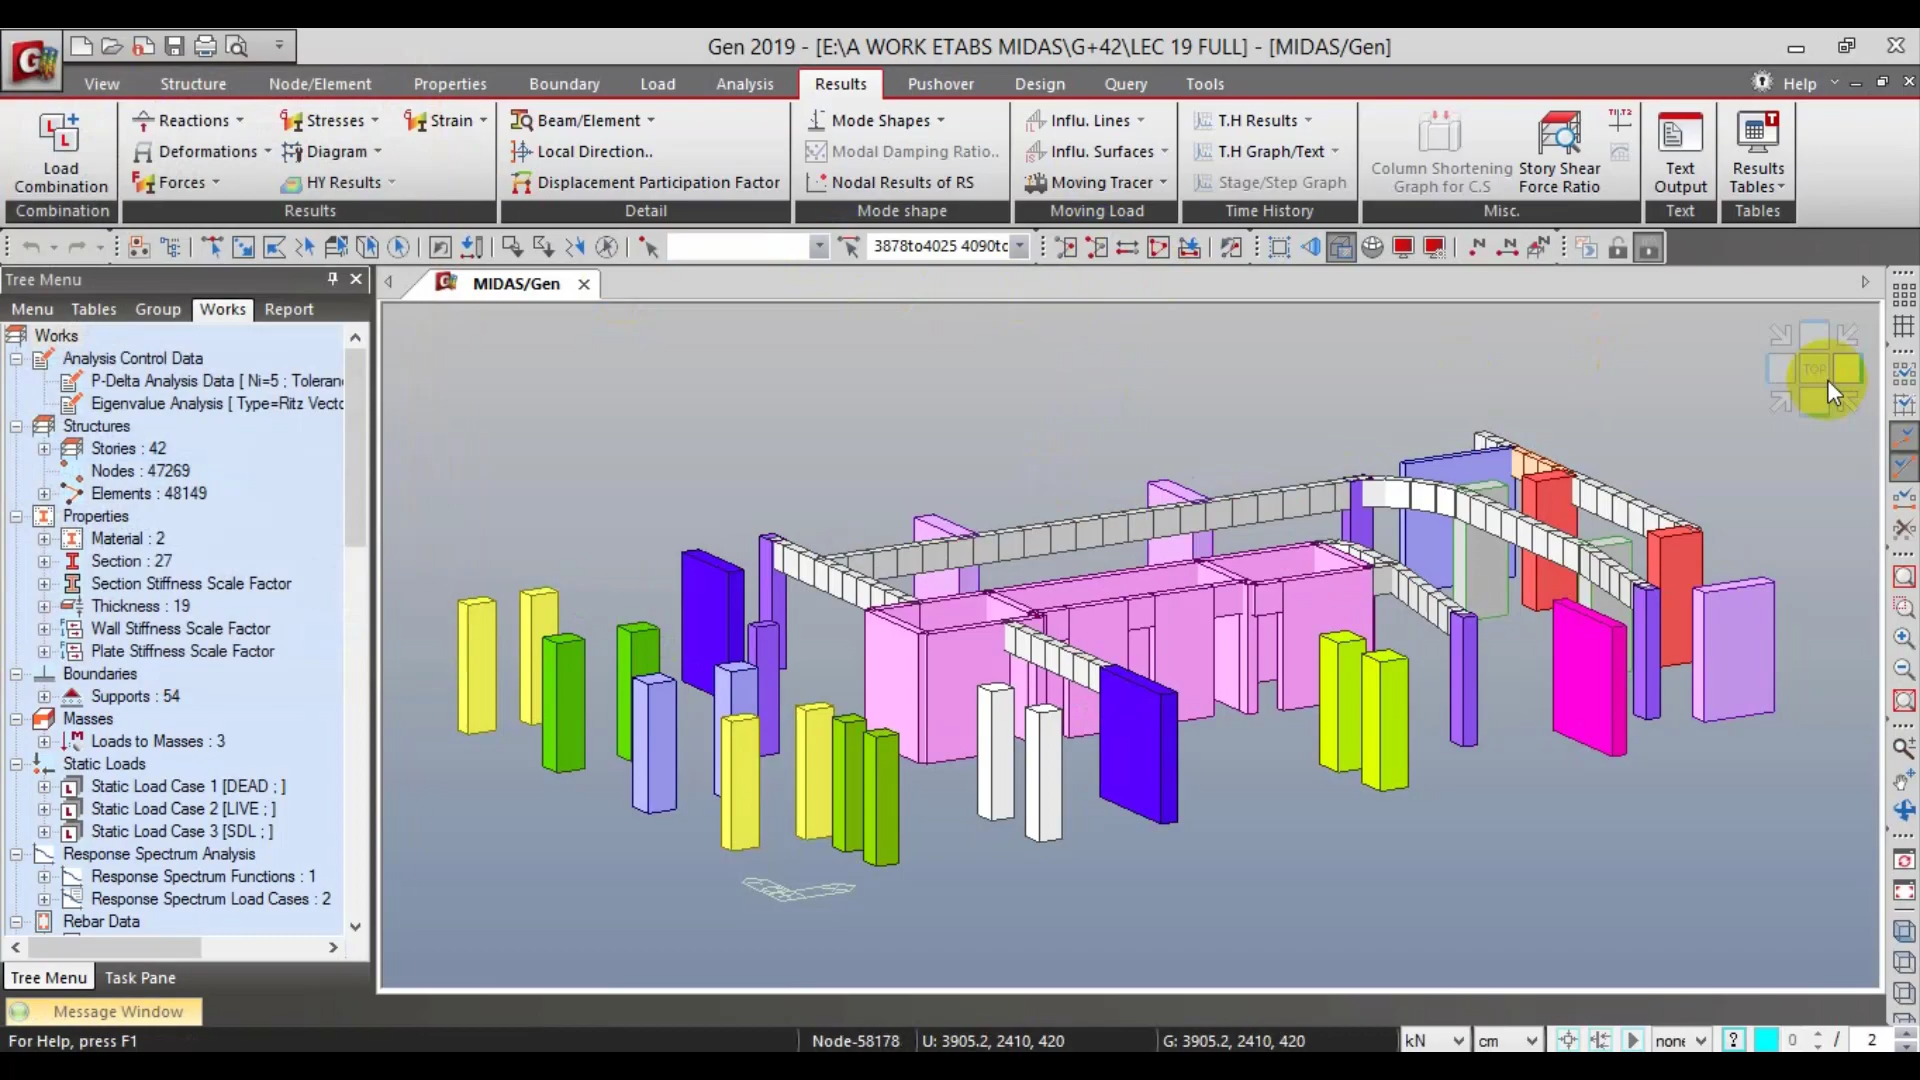 Gen 2019 - [E:\A WORK ETABS MIDAS\G+42\LEC 19 FULL] - [MIDAS/Gen]
View Structure Node/Element Properties Boundary Load Analysis Results Pushover Design Query Tools Help
Load Combination
Combination
Reactions Stresses Strain
Deformations Diagram
Forces HY Results
Results
Beam/Element
Local Direction..
Displacement Participation Factor
Detail
Mode Shapes
Modal Damping Ratio..
Nodal Results of RS
Mode shape
Influ. Lines
Influ. Surfaces
Moving Tracer
Moving Load
T.H Results
T.H Graph/Text
Stage/Step Graph
Time History
Column Shortening Graph for C.S
Story Shear Force Ratio
Misc.
Text Output
Text
Results Tables
Tables
3878to4025 4090tc
Tree Menu
MIDAS/Gen
Menu Tables Group Works Report
Works
Analysis Control Data
P-Delta Analysis Data [ Ni=5 ; Toleran
Eigenvalue Analysis [ Type=Ritz Vectc
Structures
Stories : 42
Nodes : 47269
Elements : 48149
Properties
Material : 2
Section : 27
Section Stiffness Scale Factor
Thickness : 19
Wall Stiffness Scale Factor
Plate Stiffness Scale Factor
Boundaries
Supports : 54
Masses
Loads to Masses : 3
Static Loads
Static Load Case 1 [DEAD ; ]
Static Load Case 2 [LIVE ; ]
Static Load Case 3 [SDL ; ]
Response Spectrum Analysis
Response Spectrum Functions : 1
Response Spectrum Load Cases : 2
Rebar Data
TOP
Tree Menu Task Pane
Message Window
For Help, press F1
Node-58178
U: 3905.2, 2410, 420
G: 3905.2, 2410, 420
kN
cm
none
0 / 2